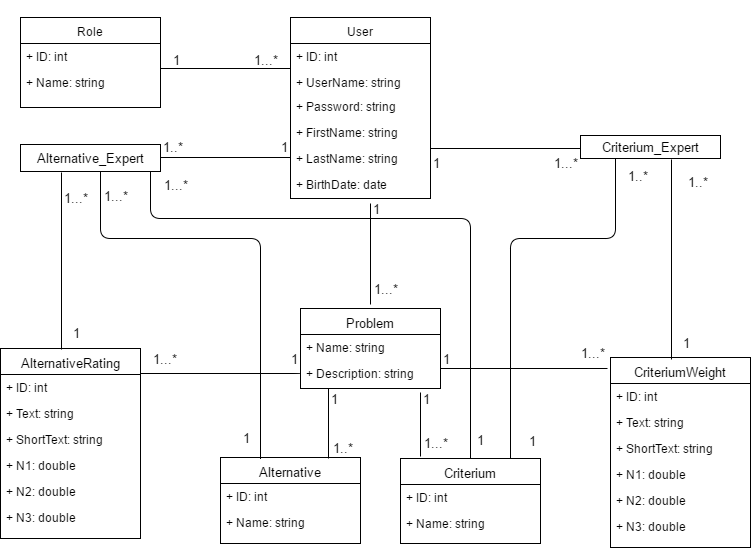 Role
+ ID: int
+ Name: string
1
1...*
User
+ ID: int
+ UserName: string
+ Password: string
+ FirstName: string
+ LastName: string
+ BirthDate: date
Alternative_Expert
1..*
1
1...*
1...*
1...*
1
1...*
Criterium_Expert
1..*
1..*
1
1...*
Problem
+ Name: string
+ Description: string
1
1...*
1
1
1...*
1
AlternativeRating
+ ID: int
+ Text: string
+ ShortText: string
+ N1: double
+ N2: double
+ N3: double
CriteriumWeight
+ ID: int
+ Text: string
+ ShortText: string
+ N1: double
+ N2: double
+ N3: double
1
1..*
1
1...*
1
1
1
Alternative
+ ID: int
+ Name: string
Criterium
+ ID: int
+ Name: string